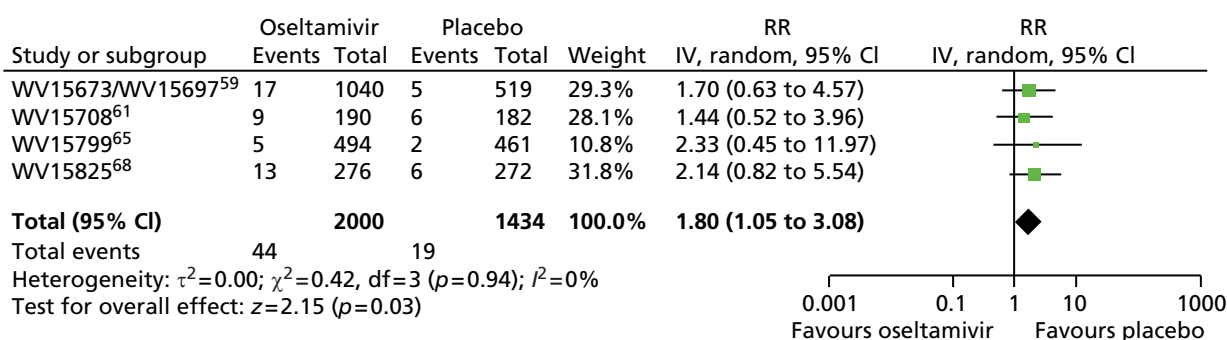 Oseltamivir Placebo RR RR
Study or subgroup Events Total Events Total Weight IV, random, 95% Cl IV, random, 95% Cl
WV15673/WV15697⁵⁹ 17 1040 5 519 29.3% 1.70 (0.63 to 4.57)
WV15708⁶¹ 9 190 6 182 28.1% 1.44 (0.52 to 3.96)
WV15799⁶⁵ 5 494 2 461 10.8% 2.33 (0.45 to 11.97)
WV15825⁶⁸ 13 276 6 272 31.8% 2.14 (0.82 to 5.54)
Total (95% Cl) 2000 1434 100.0% 1.80 (1.05 to 3.08)
Total events 44 19
Heterogeneity: τ²=0.00; χ²=0.42, df=3 (p=0.94); I²=0%
Test for overall effect: z=2.15 (p=0.03)
0.001 0.1 1 10 1000
Favours oseltamivir Favours placebo